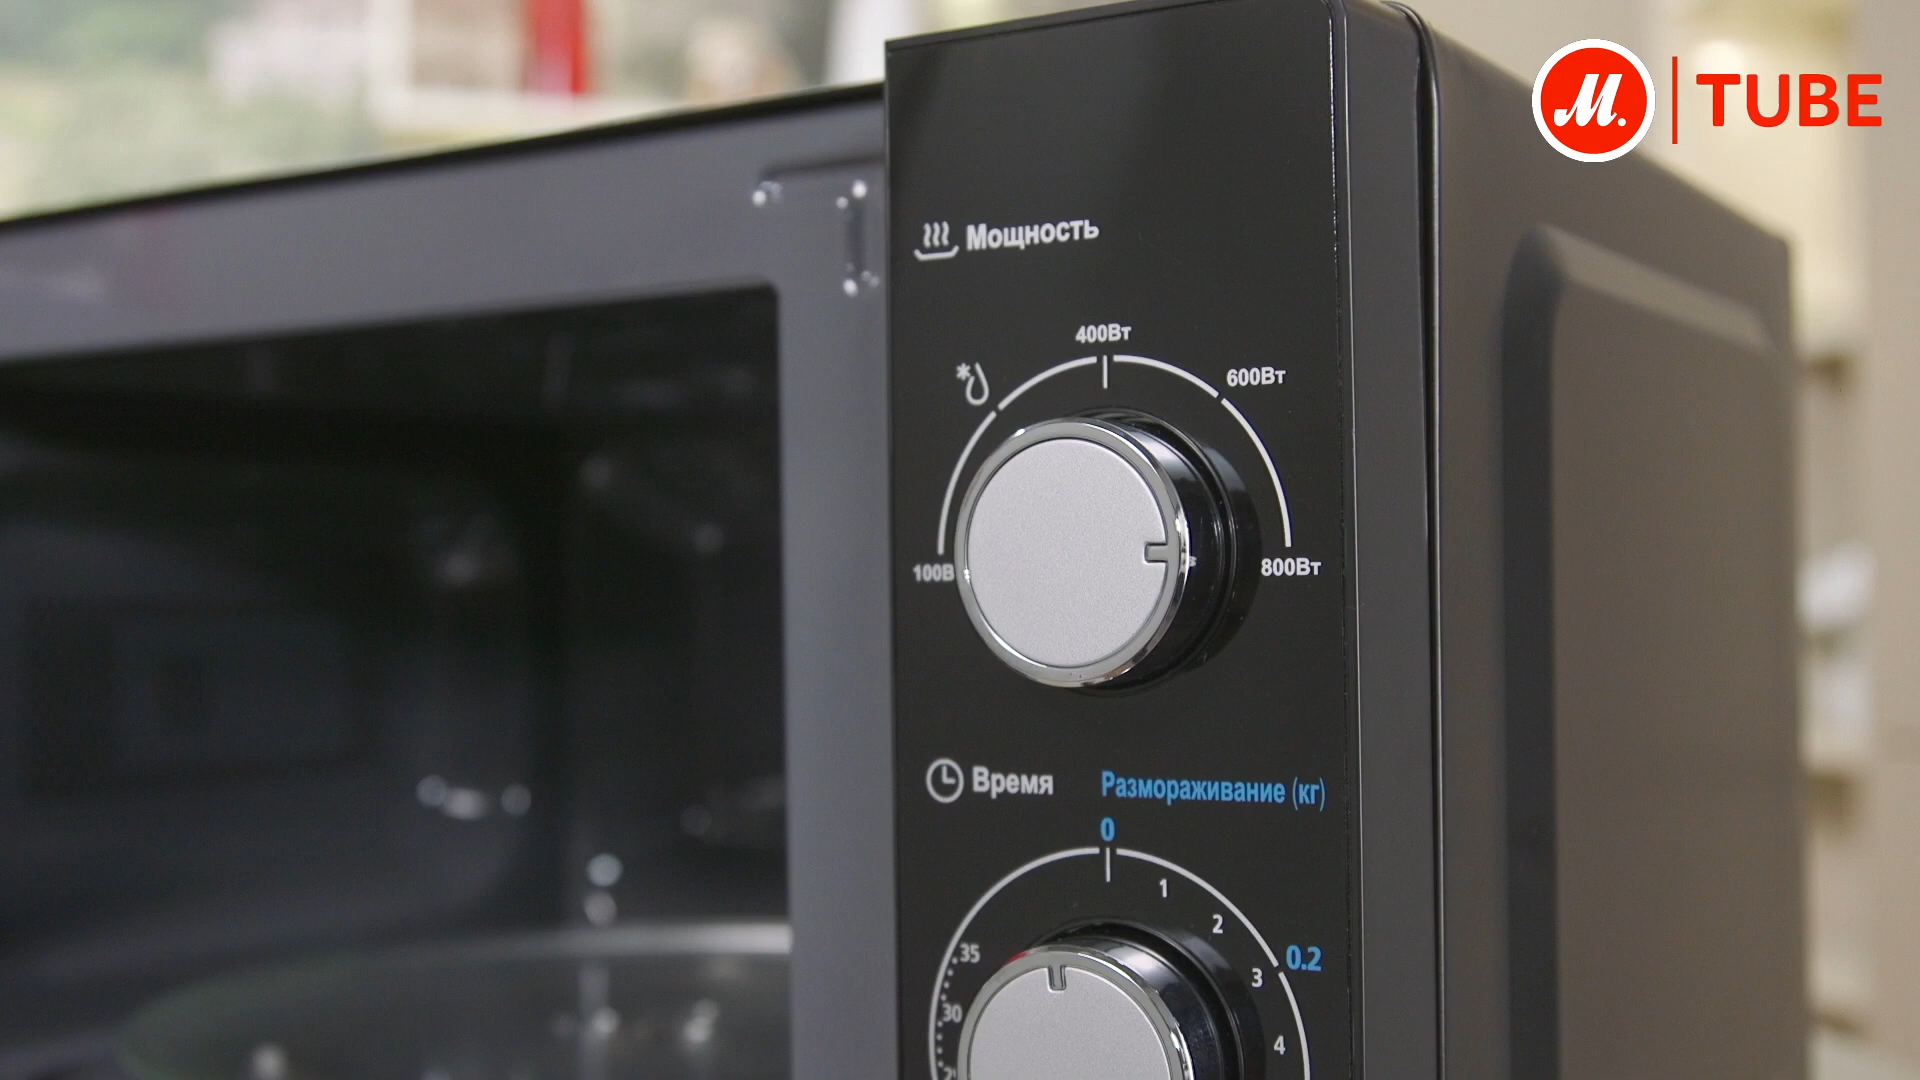 M. TUBE
Мощность
400Вт
600Вт
100В
800Вт
Время
Размораживание (кг)
0
1
2
0.2
35
3
30
4